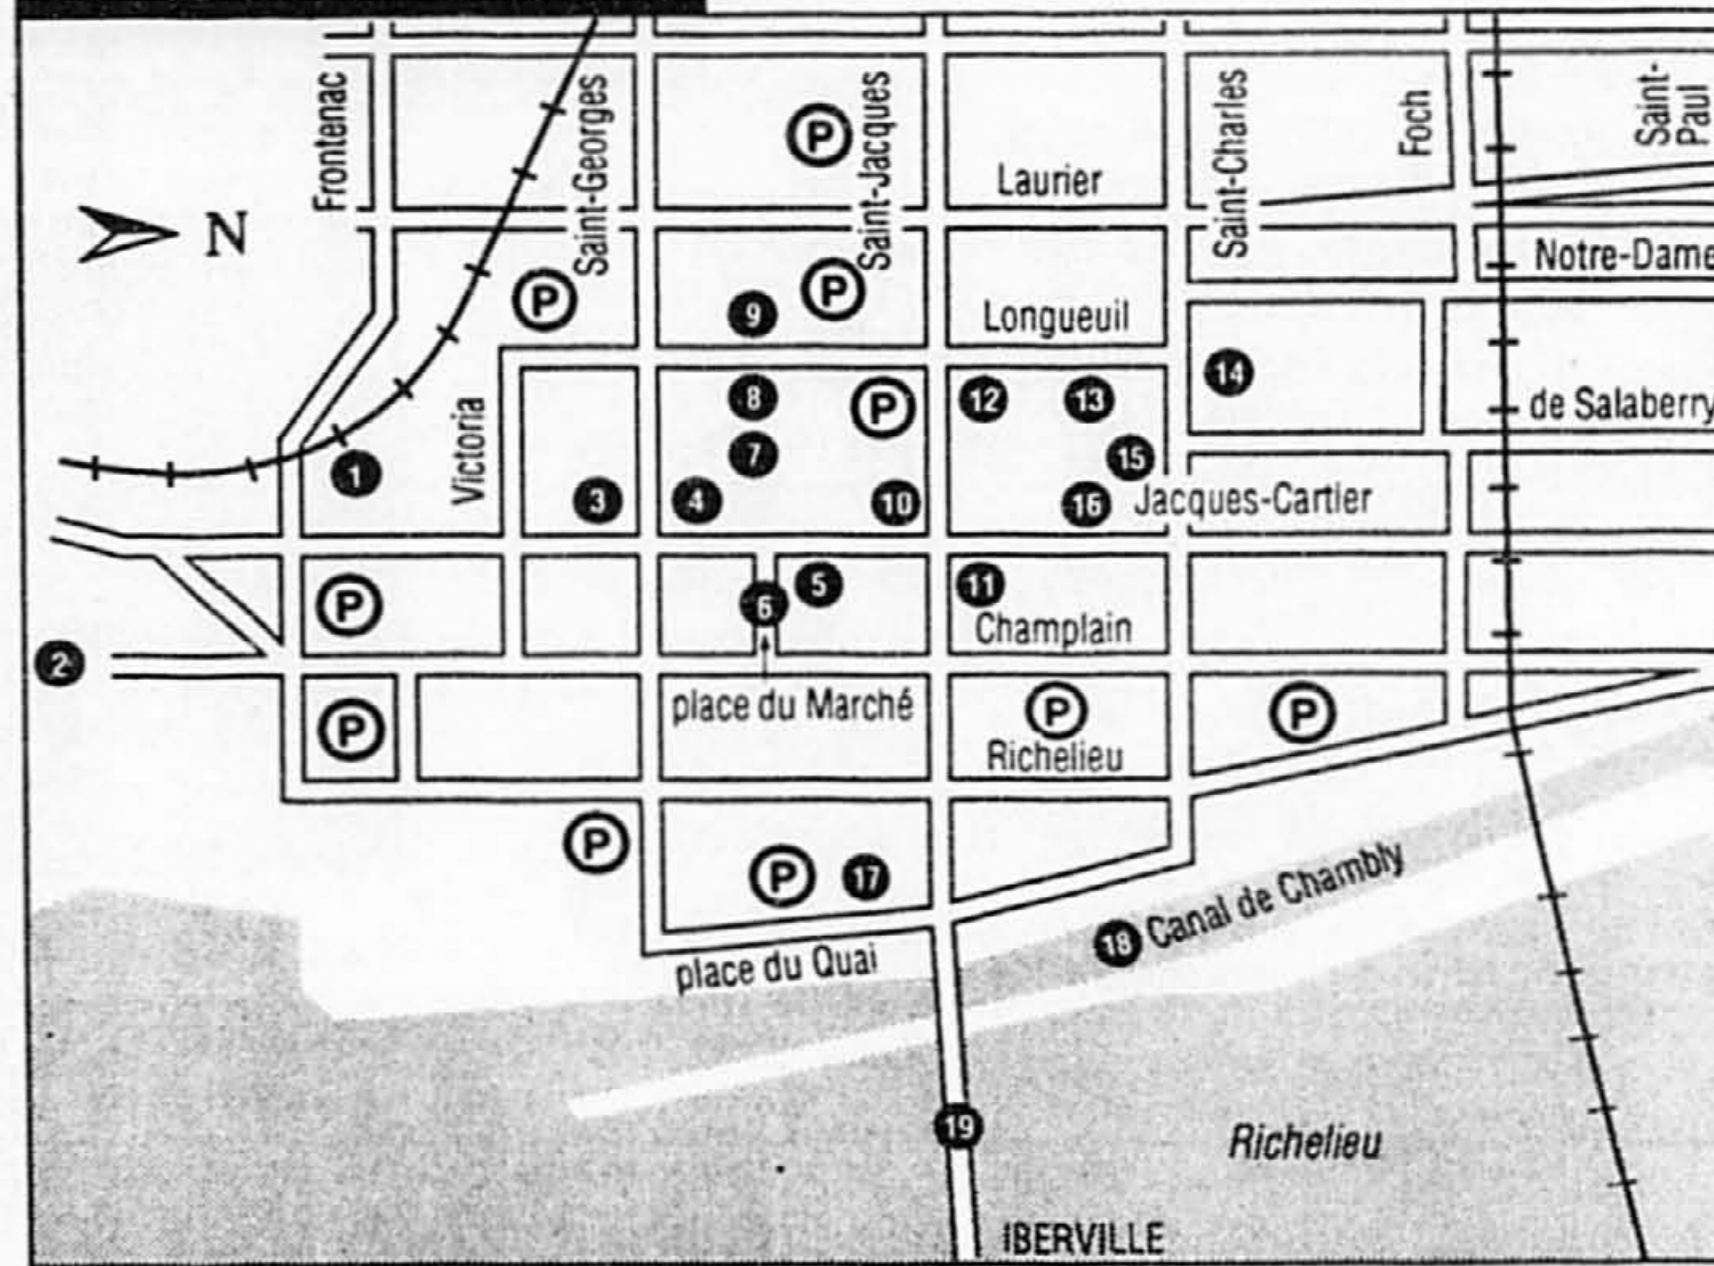 Frontenac
Saint-Georges
Saint-Jacques
Saint-Charles
Foch
Saint-
Paul
P
Laurier
N
Notre-Dame
P
9
P
Longueuil
Victoria
8
P
12
13
14
de Salaberry
7
15
1
3
4
10
16
Jacques-Cartier
P
6
5
11
Champlain
2
place du Marché
P
P
P
Richelieu
P
P
17
place du Quai
18
Canal de Chambly
19
Richelieu
IBERVILLE